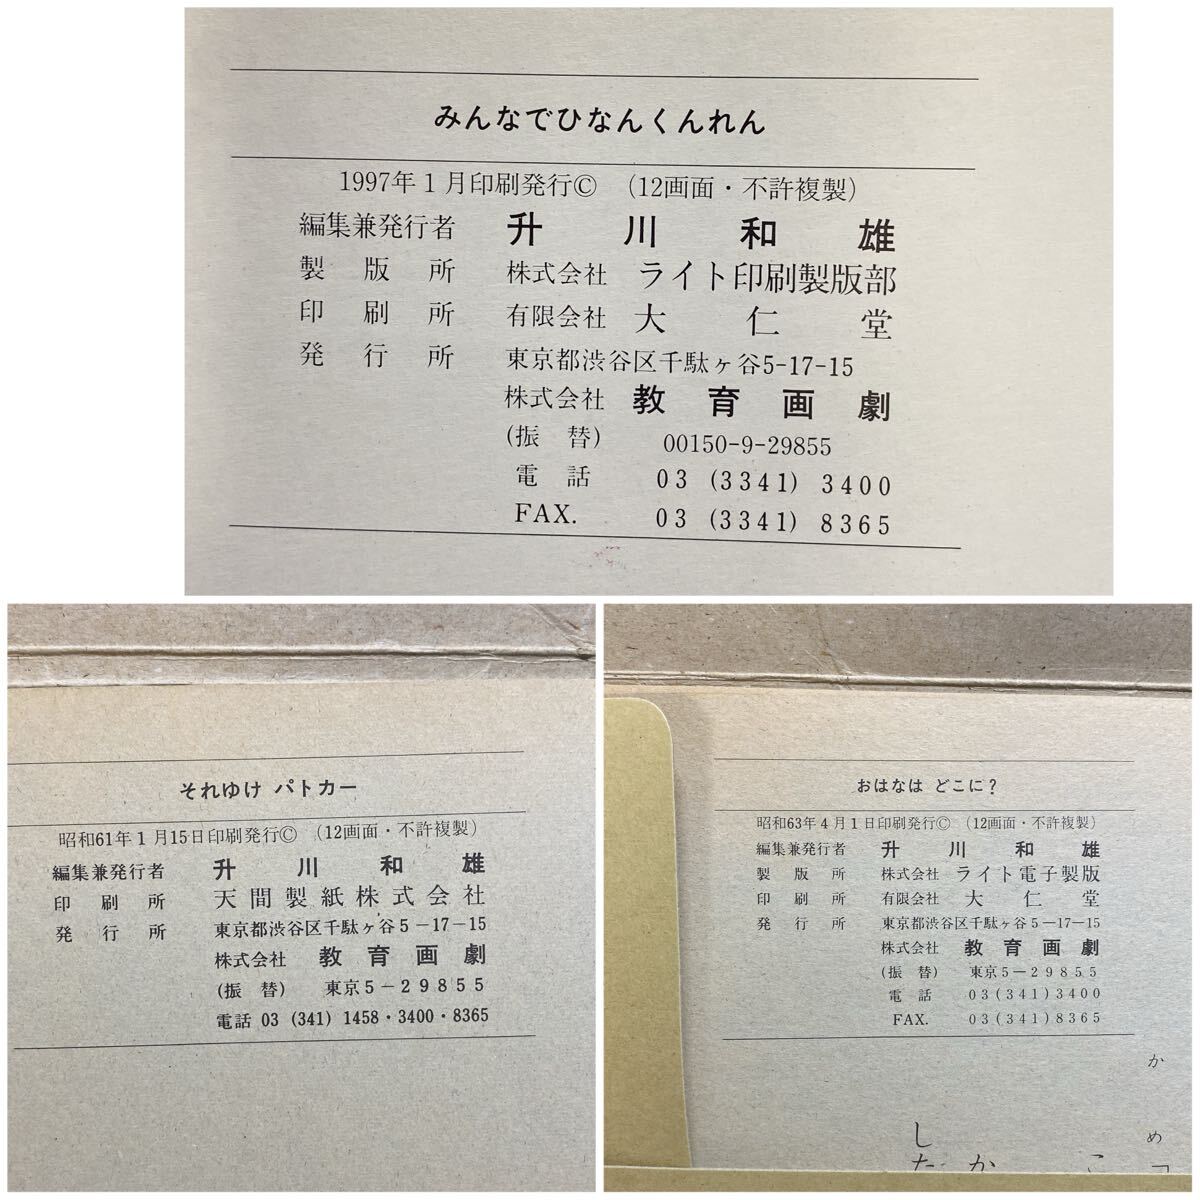 みんなでひなんくんれん
1997年1月印刷発行Ⓒ (12画面・不許複製)
編集兼発行者 升川和雄
製版所 株式会社 ライト印刷製版部
印刷所 有限会社 大仁堂
発行所 東京都渋谷区千駄ヶ谷5-17-15
株式会社 教育画劇
(振替) 00150-9-29855
電話 03 (3341) 3400
FAX. 03 (3341) 8365
それゆけ パトカー
昭和61年1月15日印刷発行Ⓒ (12画面・不許複製)
編集兼発行者 升川和雄
印刷所 天間製紙株式会社
発行所 東京都渋谷区千駄ヶ谷5-17-15
株式会社 教育画劇
(振替) 東京5-29855
電話 03 (341) 1458・3400・8365
おはなは どこに?
昭和63年4月1日印刷発行Ⓒ (12画面・不許複製)
編集兼発行者 升川和雄
製版所 株式会社 ライト電子製版
印刷所 有限会社 大仁堂
発行所 東京都渋谷区千駄ヶ谷5-17-15
株式会社 教育画劇
(振替) 東京5-29855
電話 03(341)3400
FAX. 03(341)8365
かめ「
こ
か
した